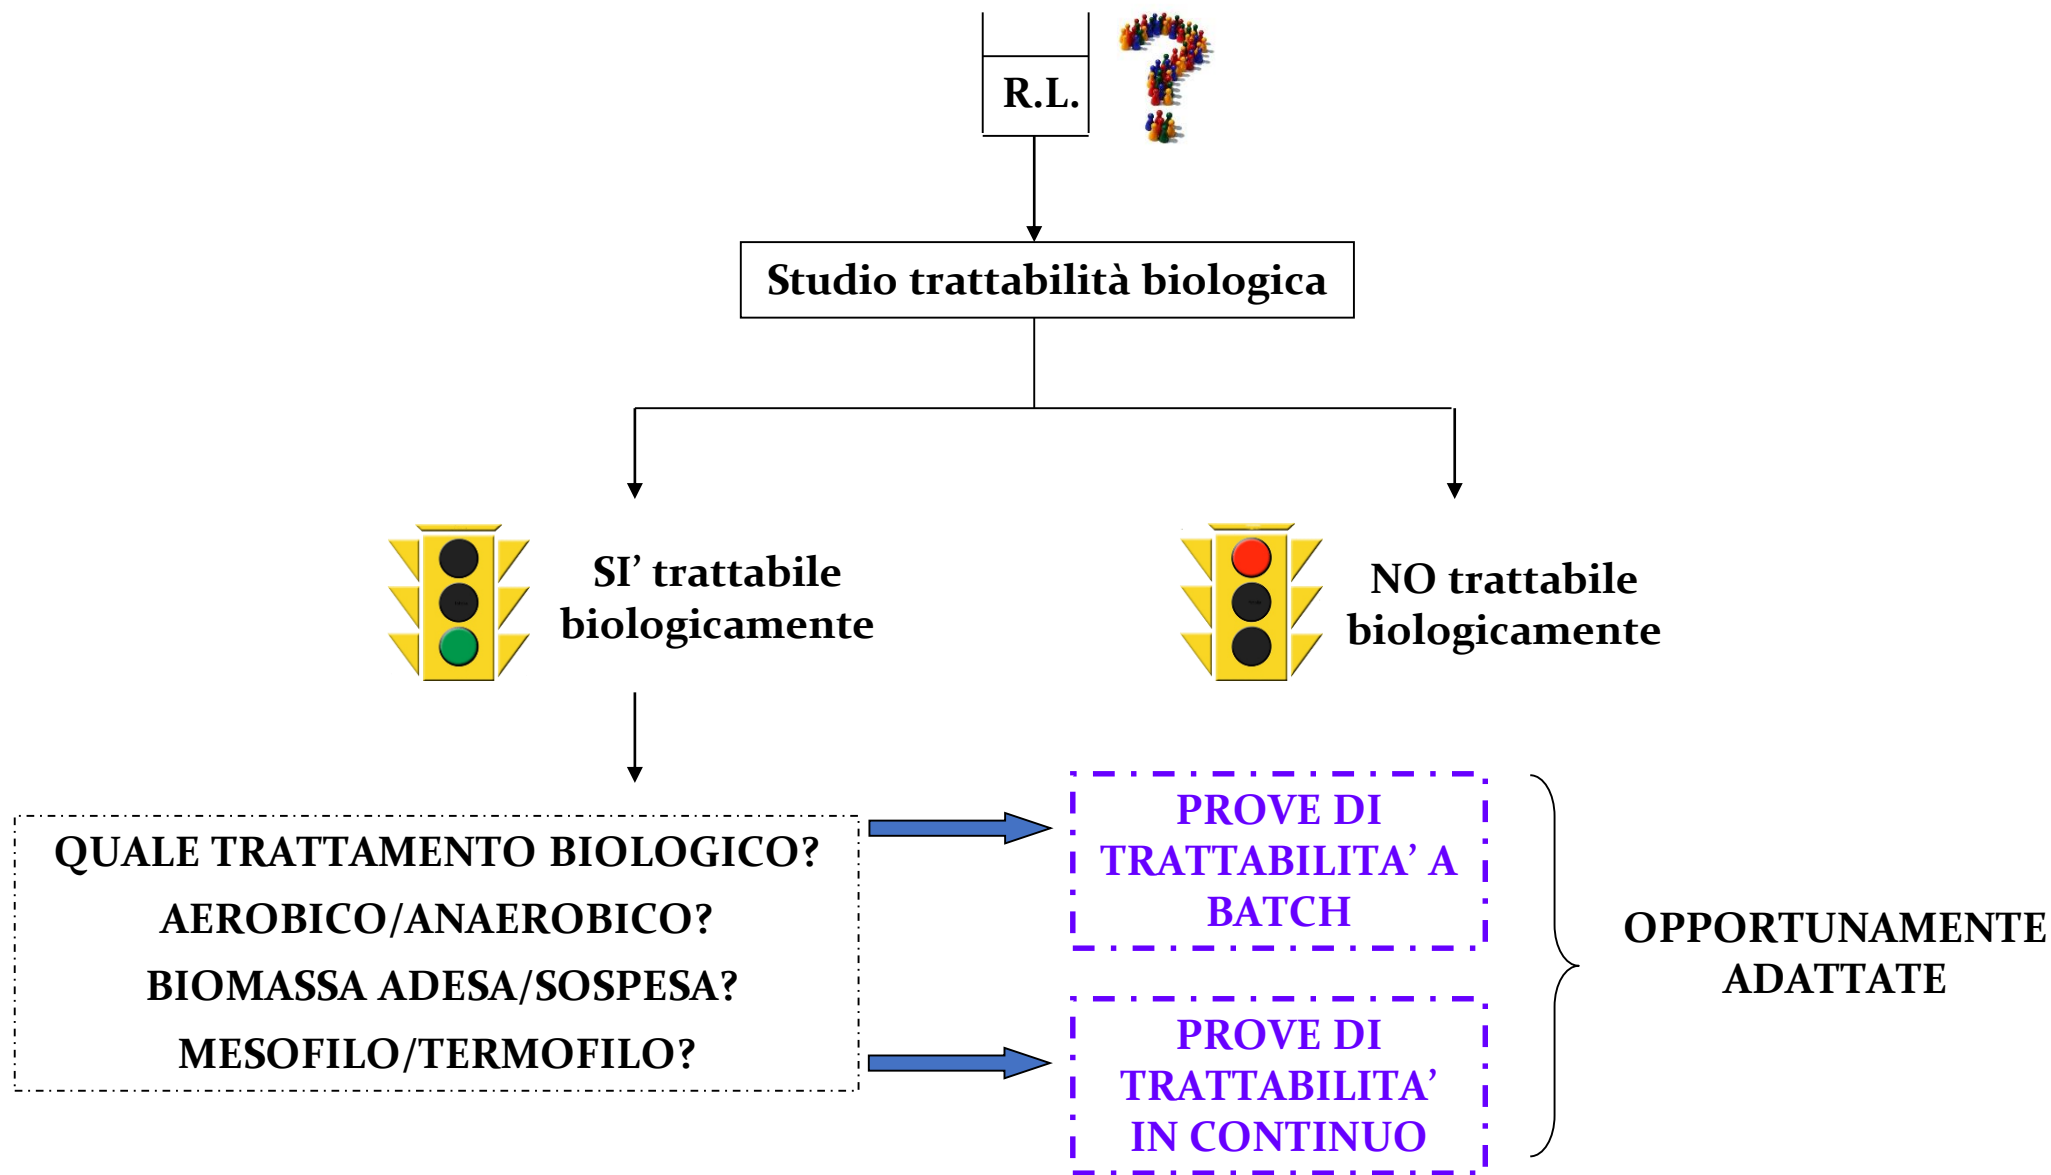 R.L.
Studio trattabilità biologica
SI’ trattabile
biologicamente
NO trattabile
biologicamente
QUALE TRATTAMENTO BIOLOGICO?
AEROBICO/ANAEROBICO?
BIOMASSA ADESA/SOSPESA?
MESOFILO/TERMOFILO?
PROVE DI
TRATTABILITA’ A
BATCH
PROVE DI
TRATTABILITA’
IN CONTINUO
OPPORTUNAMENTE
ADATTATE